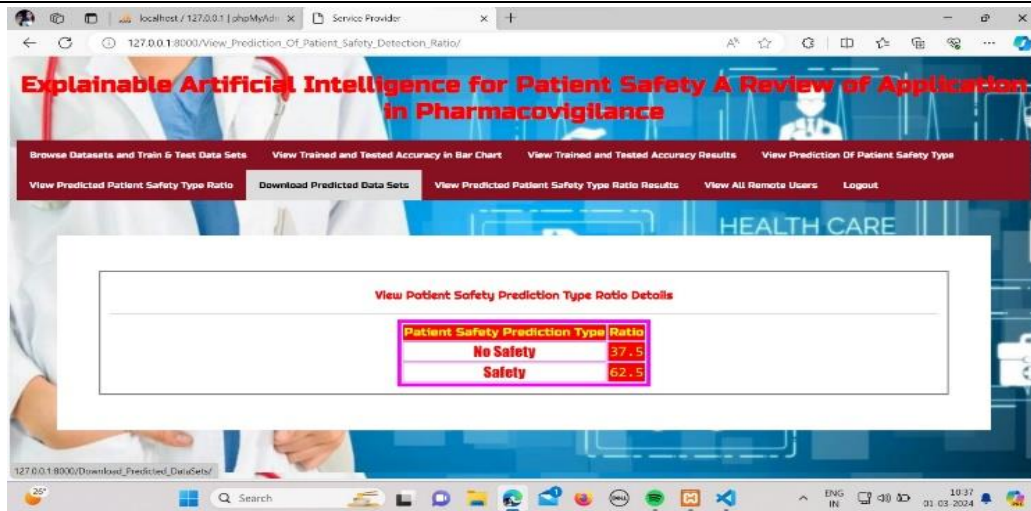 localhost / 127.0.0.1 | phpMyAdm
Service Provider
127.0.0.1:8000/View_Prediction_Of_Patient_Safety_Detection_Ratio/
Explainable Artificial Intelligence for Patient Safety A Review of Application
in Pharmacovigilance
Browse Datasets and Train & Test Data Sets View Trained and Tested Accuracy in Bar Chart View Trained and Tested Accuracy Results View Prediction Of Patient Safety Type
View Predicted Patient Safety Type Ratio Download Predicted Data Sets View Predicted Patient Safety Type Ratio Results View All Remote Users Logout
HEALTH CARE
View Patient Safety Prediction Type Ratio Details
Patient Safety Prediction Type Ratio
No Safety 37.5
Safety 62.5
127.0.0.1:8000/Download_Predicted_DataSets/
25°
Search
DELL
ENG
IN
10:37
01-03-2024